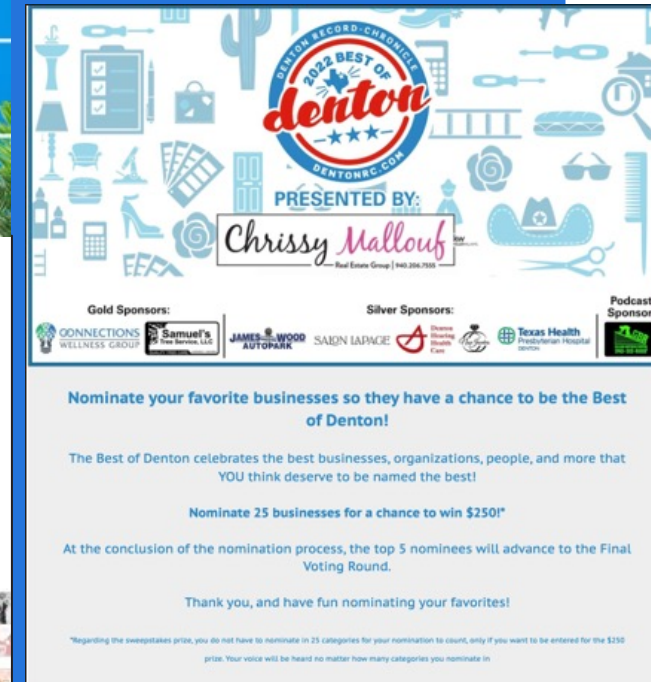 DENTON RECORD-CHRONICLE
2022 BEST OF
denton
DENTONRC.COM
PRESENTED BY:
Chrissy Mallouf
Real Estate Group | 940.206.7555
kw
Gold Sponsors:
Silver Sponsors:
Podcast
Sponsor
CONNECTIONS
WELLNESS GROUP
Samuel's
Tree Service, LLC
JAMES WOOD
AUTOPARK
SALON LAPAGE
Denton
Hearing
Health
Care
Texas Health
Presbyterian Hospital
DENTON
Nominate your favorite businesses so they have a chance to be the Best
of Denton!
The Best of Denton celebrates the best businesses, organizations, people, and more that
YOU think deserve to be named the best!
Nominate 25 businesses for a chance to win $250!*
At the conclusion of the nomination process, the top 5 nominees will advance to the Final
Voting Round.
Thank you, and have fun nominating your favorites!
*Regarding the sweepstakes prize, you do not have to nominate in 25 categories for your nomination to count, only if you want to be entered for the $250
prize. Your voice will be heard no matter how many categories you nominate in